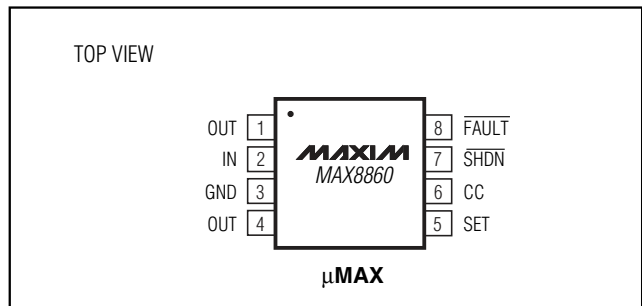 TOP VIEW
OUT 1
IN 2
GND 3
OUT 4
MAXIM
MAX8860
8 FAULT
7 SHDN
6 CC
5 SET
µMAX